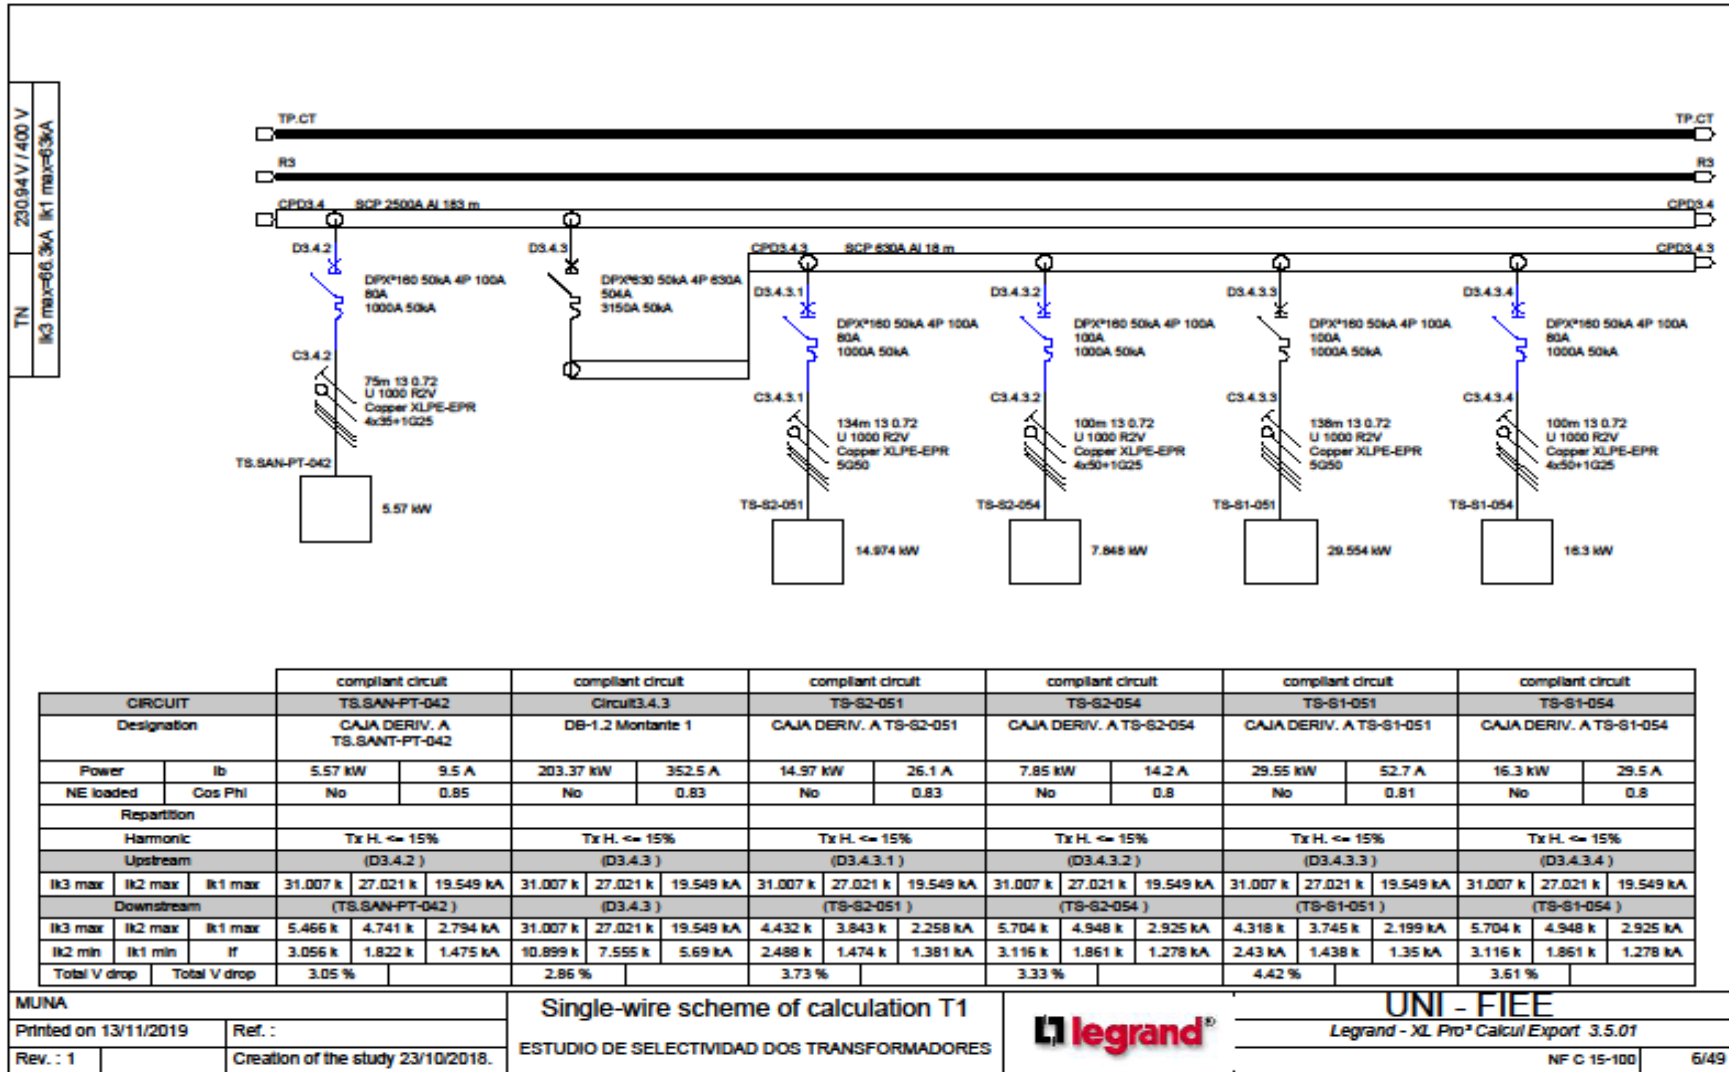 230.94 V / 400 V
TN
Ik3 max=66.3kA Ik1 max=63kA
TP.CT TP.CT
R3 R3
CPD3.4 SCP 2500A Al 183 m CPD3.4
D3.4.2 D3.4.3 CPD3.4.3 SCP 630A Al 18 m CPD3.4.3
DPX³160 50kA 4P 100A
80A
1000A 50kA
DPX³630 50kA 4P 630A
504A
3150A 50kA
D3.4.3.1 D3.4.3.2 D3.4.3.3 D3.4.3.4
DPX³160 50kA 4P 100A
80A
1000A 50kA
DPX³160 50kA 4P 100A
100A
1000A 50kA
DPX³160 50kA 4P 100A
100A
1000A 50kA
DPX³160 50kA 4P 100A
80A
1000A 50kA
C3.4.2
75m 13 0.72
U 1000 R2V
Copper XLPE-EPR
4x35+1G25
C3.4.3.1 C3.4.3.2 C3.4.3.3 C3.4.3.4
134m 13 0.72
U 1000 R2V
Copper XLPE-EPR
5G50
100m 13 0.72
U 1000 R2V
Copper XLPE-EPR
4x50+1G25
138m 13 0.72
U 1000 R2V
Copper XLPE-EPR
5G50
100m 13 0.72
U 1000 R2V
Copper XLPE-EPR
4x50+1G25
TS.SAN-PT-042
5.57 kW
TS-S2-051 TS-S2-054 TS-S1-051 TS-S1-054
14.974 kW 7.848 kW 29.554 kW 16.3 kW
compliant circuit compliant circuit compliant circuit compliant circuit compliant circuit compliant circuit
CIRCUIT TS.SAN-PT-042 Circuit3.4.3 TS-S2-051 TS-S2-054 TS-S1-051 TS-S1-054
Designation CAJA DERIV. A DB-1.2 Montante 1 CAJA DERIV. A TS-S2-051 CAJA DERIV. A TS-S2-054 CAJA DERIV. A TS-S1-051 CAJA DERIV. A TS-S1-054
TS.SANT-PT-042
Power Ib 5.57 kW 9.5 A 203.37 kW 352.5 A 14.97 kW 26.1 A 7.85 kW 14.2 A 29.55 kW 52.7 A 16.3 kW 29.5 A
NE loaded Cos Phi No 0.85 No 0.83 No 0.83 No 0.8 No 0.81 No 0.8
Repartition
Harmonic Tx H. <= 15% Tx H. <= 15% Tx H. <= 15% Tx H. <= 15% Tx H. <= 15% Tx H. <= 15%
Upstream (D3.4.2 ) (D3.4.3 ) (D3.4.3.1 ) (D3.4.3.2 ) (D3.4.3.3 ) (D3.4.3.4 )
Ik3 max Ik2 max Ik1 max 31.007 k 27.021 k 19.549 kA 31.007 k 27.021 k 19.549 kA 31.007 k 27.021 k 19.549 kA 31.007 k 27.021 k 19.549 kA 31.007 k 27.021 k 19.549 kA 31.007 k 27.021 k 19.549 kA
Downstream (TS.SAN-PT-042 ) (D3.4.3 ) (TS-S2-051 ) (TS-S2-054 ) (TS-S1-051 ) (TS-S1-054 )
Ik3 max Ik2 max Ik1 max 5.466 k 4.741 k 2.794 kA 31.007 k 27.021 k 19.549 kA 4.432 k 3.843 k 2.258 kA 5.704 k 4.948 k 2.925 kA 4.318 k 3.745 k 2.199 kA 5.704 k 4.948 k 2.925 kA
Ik2 min Ik1 min If 3.056 k 1.822 k 1.475 kA 10.899 k 7.555 k 5.69 kA 2.488 k 1.474 k 1.381 kA 3.116 k 1.861 k 1.278 kA 2.43 kA 1.438 k 1.35 kA 3.116 k 1.861 k 1.278 kA
Total V drop Total V drop 3.05 % 2.86 % 3.73 % 3.33 % 4.42 % 3.61 %
MUNA
Printed on 13/11/2019 Ref. :
Rev. : 1 Creation of the study 23/10/2018.
Single-wire scheme of calculation T1
ESTUDIO DE SELECTIVIDAD DOS TRANSFORMADORES
legrand®
UNI - FIEE
Legrand - XL Pro³ Calcul Export 3.5.01
NF C 15-100 6/49